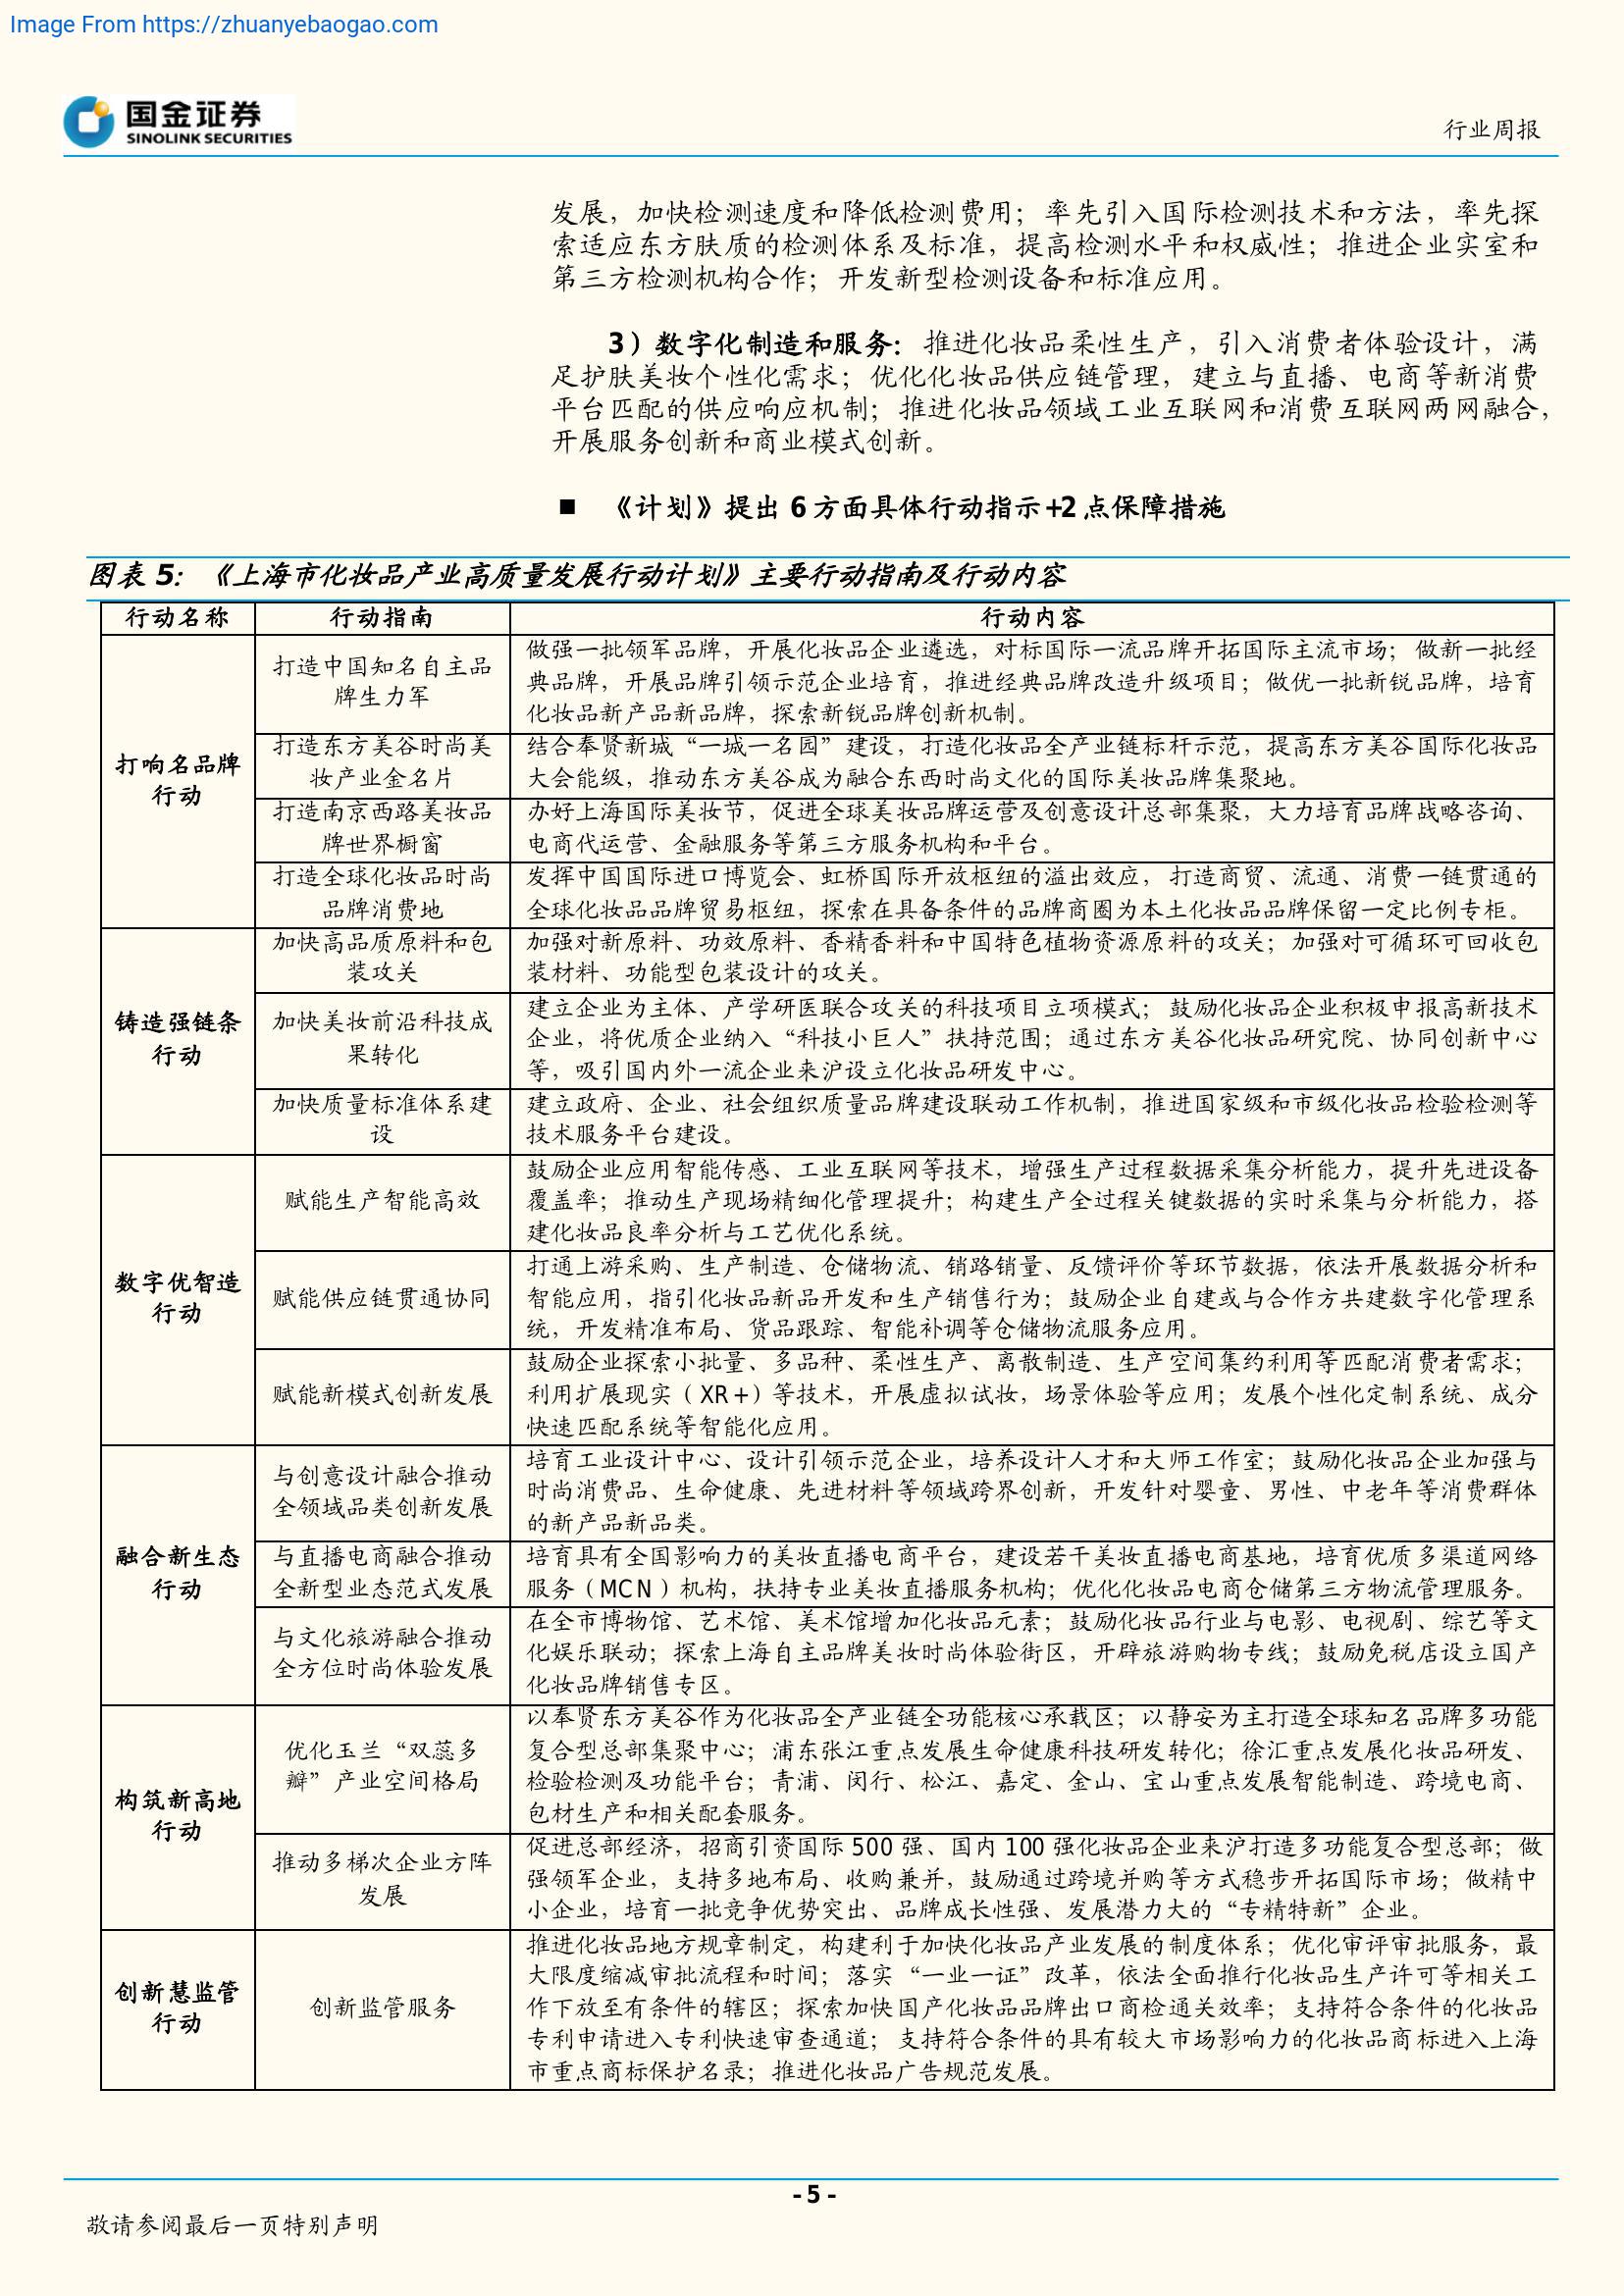 Image From https://zhuanyebaogao.com
国金证券
SINOLINK SECURITIES
行业周报
发展，加快检测速度和降低检测费用；率先引入国际检测技术和方法，率先探
索适应东方肤质的检测体系及标准，提高检测水平和权威性；推进企业实室和
第三方检测机构合作；开发新型检测设备和标准应用。
3）数字化制造和服务：推进化妆品柔性生产，引入消费者体验设计，满
足护肤美妆个性化需求；优化化妆品供应链管理，建立与直播、电商等新消费
平台匹配的供应响应机制；推进化妆品领域工业互联网和消费互联网两网融合，
开展服务创新和商业模式创新。
■ 《计划》提出 6 方面具体行动指示+2 点保障措施
图表 5：《上海市化妆品产业高质量发展行动计划》主要行动指南及行动内容
行动名称 行动指南 行动内容
打响名品牌
行动
打造中国知名自主品
牌生力军
做强一批领军品牌，开展化妆品企业遴选，对标国际一流品牌开拓国际主流市场；做新一批经
典品牌，开展品牌引领示范企业培育，推进经典品牌改造升级项目；做优一批新锐品牌，培育
化妆品新产品新品牌，探索新锐品牌创新机制。
打造东方美谷时尚美
妆产业金名片
结合奉贤新城“一城一名园”建设，打造化妆品全产业链标杆示范，提高东方美谷国际化妆品
大会能级，推动东方美谷成为融合东西时尚文化的国际美妆品牌集聚地。
打造南京西路美妆品
牌世界橱窗
办好上海国际美妆节，促进全球美妆品牌运营及创意设计总部集聚，大力培育品牌战略咨询、
电商代运营、金融服务等第三方服务机构和平台。
打造全球化妆品时尚
品牌消费地
发挥中国国际进口博览会、虹桥国际开放枢纽的溢出效应，打造商贸、流通、消费一链贯通的
全球化妆品品牌贸易枢纽，探索在具备条件的品牌商圈为本土化妆品品牌保留一定比例专柜。
铸造强链条
行动
加快高品质原料和包
装攻关
加强对新原料、功效原料、香精香料和中国特色植物资源原料的攻关；加强对可循环可回收包
装材料、功能型包装设计的攻关。
加快美妆前沿科技成
果转化
建立企业为主体、产学研医联合攻关的科技项目立项模式；鼓励化妆品企业积极申报高新技术
企业，将优质企业纳入“科技小巨人”扶持范围；通过东方美谷化妆品研究院、协同创新中心
等，吸引国内外一流企业来沪设立化妆品研发中心。
加快质量标准体系建
设
建立政府、企业、社会组织质量品牌建设联动工作机制，推进国家级和市级化妆品检验检测等
技术服务平台建设。
数字优智造
行动
赋能生产智能高效
鼓励企业应用智能传感、工业互联网等技术，增强生产过程数据采集分析能力，提升先进设备
覆盖率；推动生产现场精细化管理提升；构建生产全过程关键数据的实时采集与分析能力，搭
建化妆品良率分析与工艺优化系统。
赋能供应链贯通协同
打通上游采购、生产制造、仓储物流、销路销量、反馈评价等环节数据，依法开展数据分析和
智能应用，指引化妆品新品开发和生产销售行为；鼓励企业自建或与合作方共建数字化管理系
统，开发精准布局、货品跟踪、智能补调等仓储物流服务应用。
赋能新模式创新发展
鼓励企业探索小批量、多品种、柔性生产、离散制造、生产空间集约利用等匹配消费者需求；
利用扩展现实（XR+）等技术，开展虚拟试妆，场景体验等应用；发展个性化定制系统、成分
快速匹配系统等智能化应用。
融合新生态
行动
与创意设计融合推动
全领域品类创新发展
培育工业设计中心、设计引领示范企业，培养设计人才和大师工作室；鼓励化妆品企业加强与
时尚消费品、生命健康、先进材料等领域跨界创新，开发针对婴童、男性、中老年等消费群体
的新产品新品类。
与直播电商融合推动
全新型业态范式发展
培育具有全国影响力的美妆直播电商平台，建设若干美妆直播电商基地，培育优质多渠道网络
服务（MCN）机构，扶持专业美妆直播服务机构；优化化妆品电商仓储第三方物流管理服务。
与文化旅游融合推动
全方位时尚体验发展
在全市博物馆、艺术馆、美术馆增加化妆品元素；鼓励化妆品行业与电影、电视剧、综艺等文
化娱乐联动；探索上海自主品牌美妆时尚体验街区，开辟旅游购物专线；鼓励免税店设立国产
化妆品牌销售专区。
构筑新高地
行动
优化玉兰“双蕊多
瓣”产业空间格局
以奉贤东方美谷作为化妆品全产业链全功能核心承载区；以静安为主打造全球知名品牌多功能
复合型总部集聚中心；浦东张江重点发展生命健康科技研发转化；徐汇重点发展化妆品研发、
检验检测及功能平台；青浦、闵行、松江、嘉定、金山、宝山重点发展智能制造、跨境电商、
包材生产和相关配套服务。
推动多梯次企业方阵
发展
促进总部经济，招商引资国际 500 强、国内 100 强化妆品企业来沪打造多功能复合型总部；做
强领军企业，支持多地布局、收购兼并，鼓励通过跨境并购等方式稳步开拓国际市场；做精中
小企业，培育一批竞争优势突出、品牌成长性强、发展潜力大的“专精特新”企业。
创新慧监管
行动
创新监管服务
推进化妆品地方规章制定，构建利于加快化妆品产业发展的制度体系；优化审评审批服务，最
大限度缩减审批流程和时间；落实“一业一证”改革，依法全面推行化妆品生产许可等相关工
作下放至有条件的辖区；探索加快国产化妆品品牌出口商检通关效率；支持符合条件的化妆品
专利申请进入专利快速审查通道；支持符合条件的具有较大市场影响力的化妆品商标进入上海
市重点商标保护名录；推进化妆品广告规范发展。
- 5 -
敬请参阅最后一页特别声明